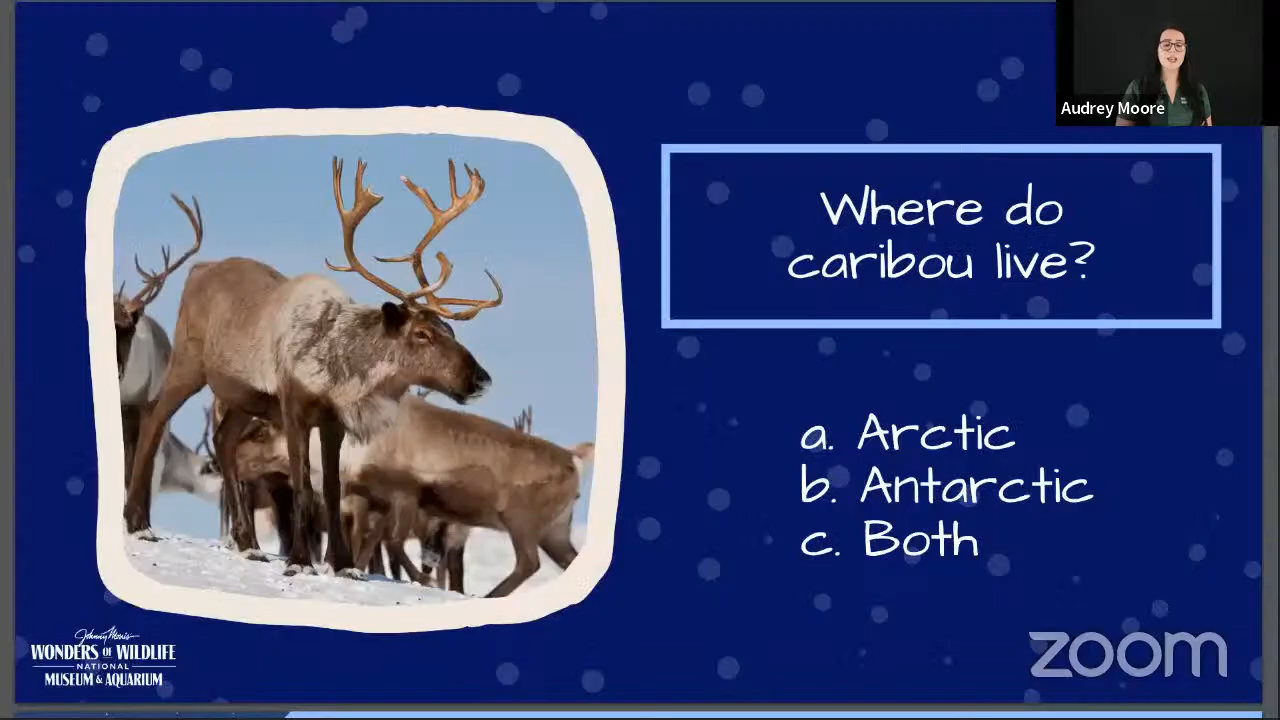 Audrey Moore
Where do
caribou live?
a. Arctic
b. Antarctic
c. Both
Johnny Morris
WONDERS OF WILDLIFE
NATIONAL
MUSEUM & AQUARIUM
zoom